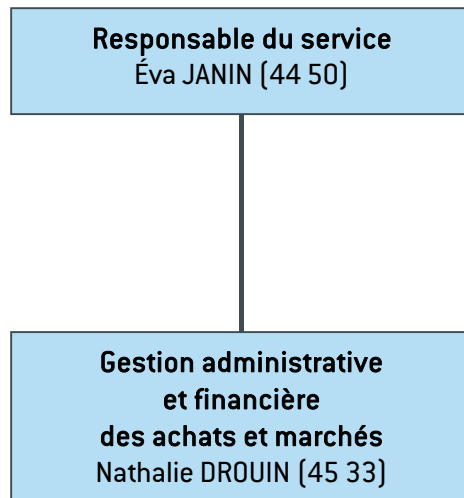 Responsable du service
Éva JANIN (44 50)
Gestion administrative
et financière
des achats et marchés
Nathalie DROUIN (45 33)